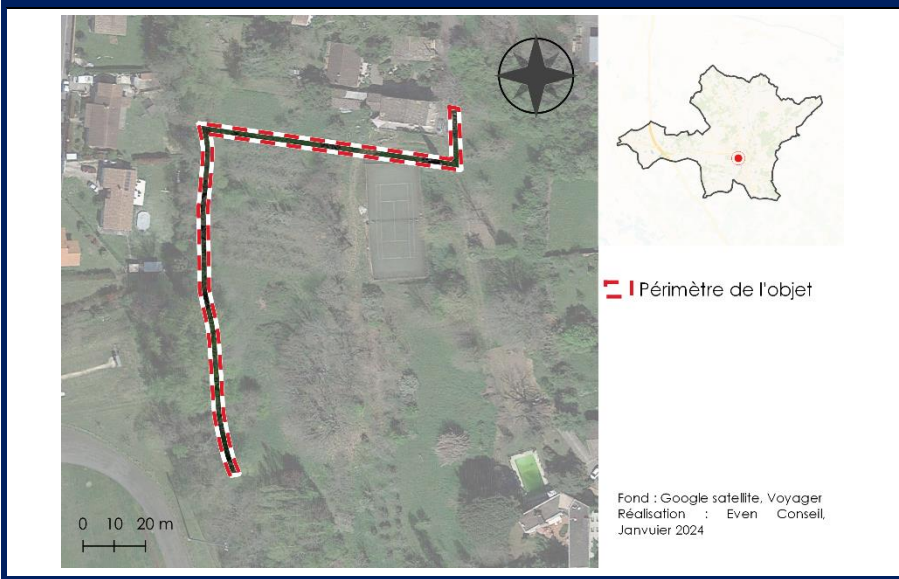 Périmètre de l'objet
Fond : Google satellite, Voyager
Réalisation : Even Conseil,
Janvuier 2024
0 10 20 m